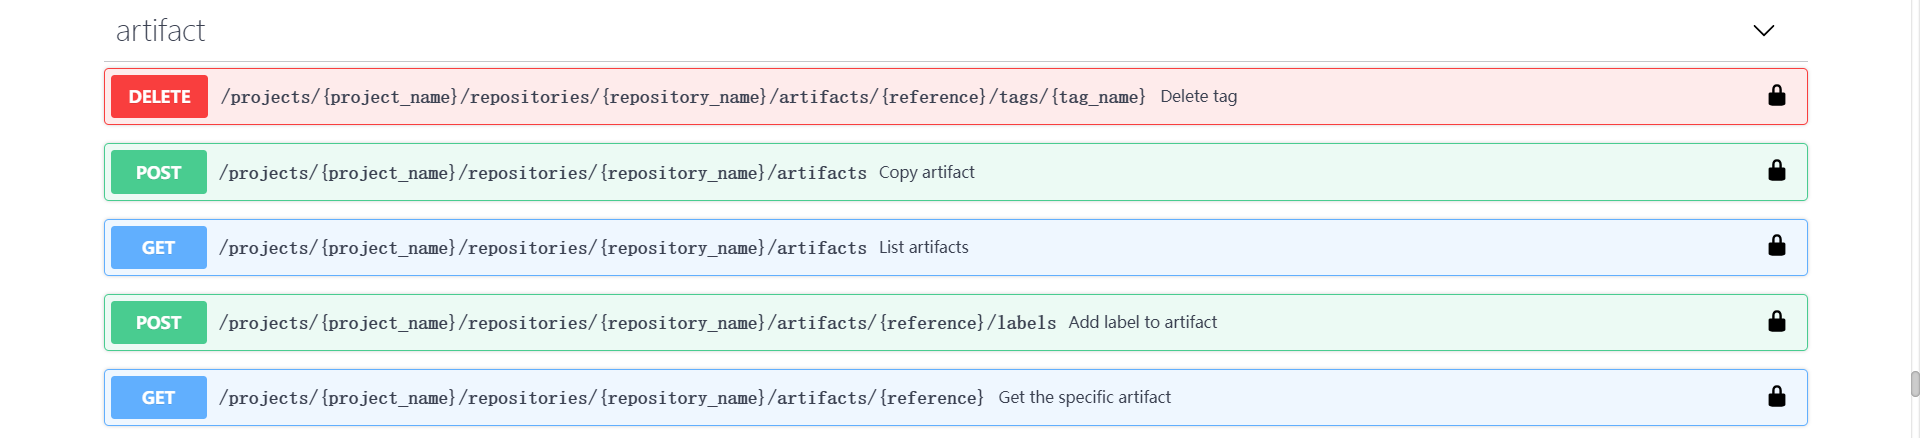 artifact
DELETE /projects/{project_name}/repositories/{repository_name}/artifacts/{reference}/tags/{tag_name} Delete tag
POST /projects/{project_name}/repositories/{repository_name}/artifacts Copy artifact
GET /projects/{project_name}/repositories/{repository_name}/artifacts List artifacts
POST /projects/{project_name}/repositories/{repository_name}/artifacts/{reference}/labels Add label to artifact
GET /projects/{project_name}/repositories/{repository_name}/artifacts/{reference} Get the specific artifact